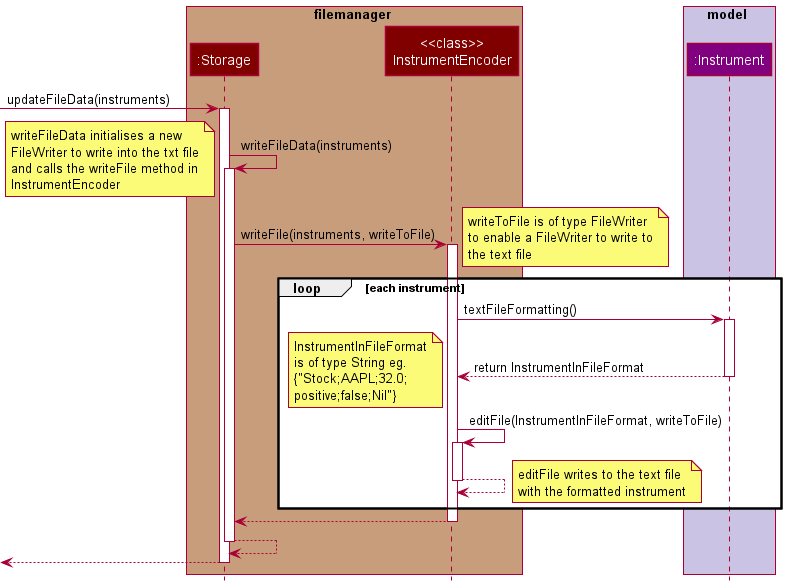 filemanager
model
:Storage
<<class>>
InstrumentEncoder
:Instrument
updateFileData(instruments)
writeFileData initialises a new
FileWriter to write into the txt file
and calls the writeFile method in
InstrumentEncoder
writeFileData(instruments)
writeFile(instruments, writeToFile)
writeToFile is of type FileWriter
to enable a FileWriter to write to
the text file
loop
[each instrument]
textFileFormatting()
InstrumentInFileFormat
is of type String eg.
{"Stock;AAPL;32.0;
positive;false;Nil"}
return InstrumentInFileFormat
editFile(InstrumentInFileFormat, writeToFile)
editFile writes to the text file
with the formatted instrument